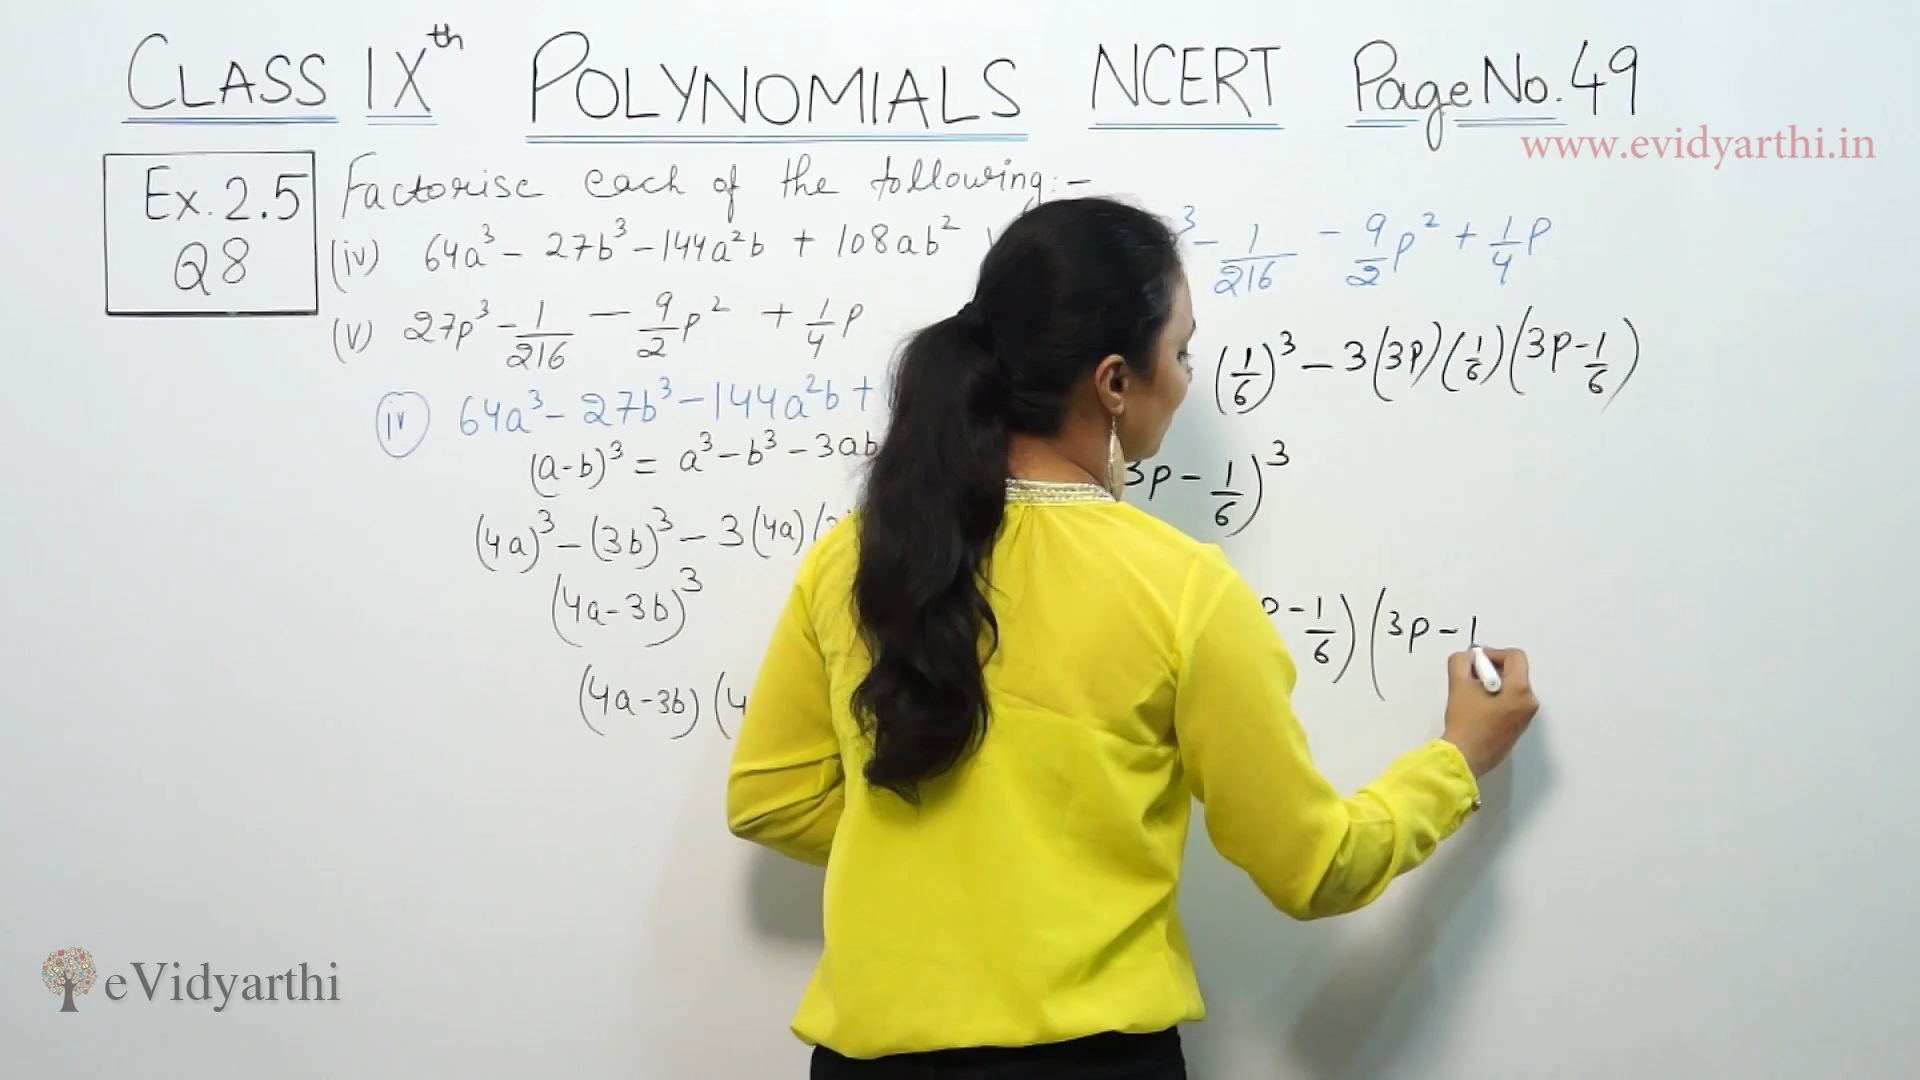 CLASS IXth POLYNOMIALS NCERT Page No. 49
www.evidyarthi.in
Ex. 2.5
Q8
Factorise each of the following:-
(iv) 64a³ - 27b³ - 144a²b + 108ab²
(v) 27p³ - 1/216 - 9/2 p² + 1/4 p
(iv) 64a³ - 27b³ - 144a²b +
(a-b)³ = a³ - b³ - 3ab
(4a)³ - (3b)³ - 3(4a)(
(4a-3b)³
(4a-3b)(4
³ - 1/216 - 9/2 p² + 1/4 p
(1/6)³ - 3(3p)(1/6)(3p - 1/6)
3p - 1/6)³
- 1/6)(3p - 1
eVidyarthi